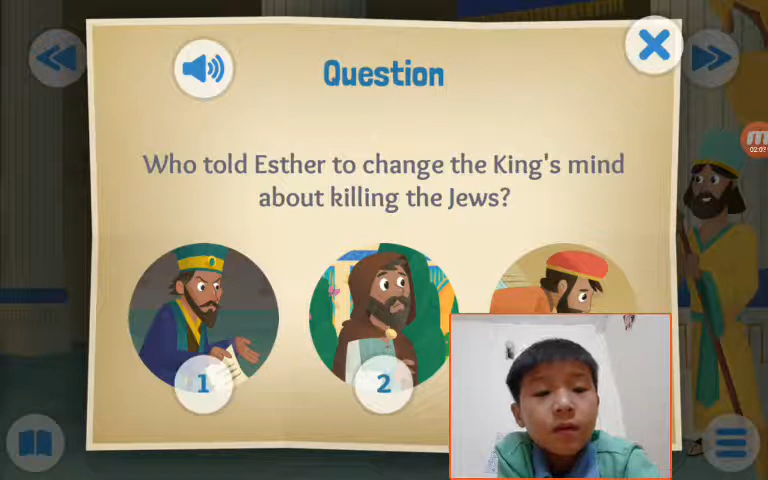 Question
Who told Esther to change the King's mind
about killing the Jews?
1
2